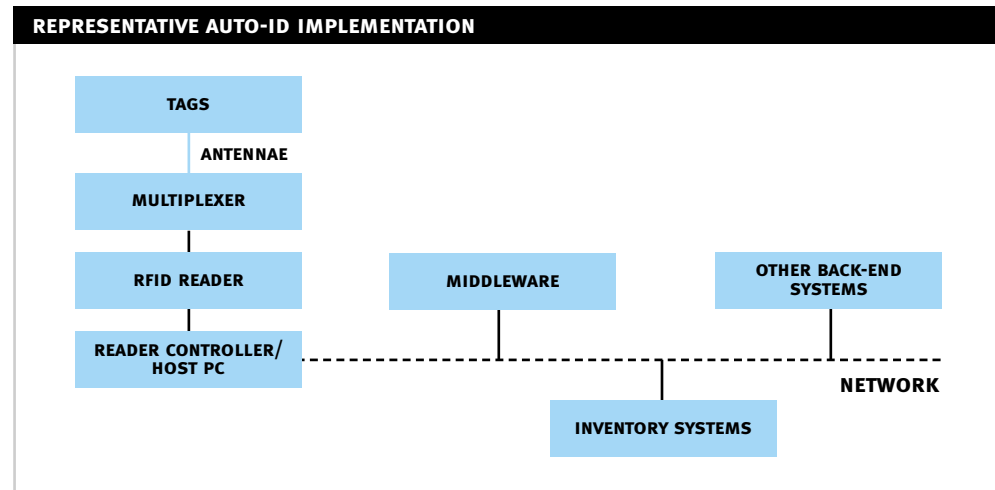 REPRESENTATIVE AUTO-ID IMPLEMENTATION
TAGS
ANTENNAE
MULTIPLEXER
RFID READER
READER CONTROLLER/
HOST PC
MIDDLEWARE
OTHER BACK-END
SYSTEMS
NETWORK
INVENTORY SYSTEMS